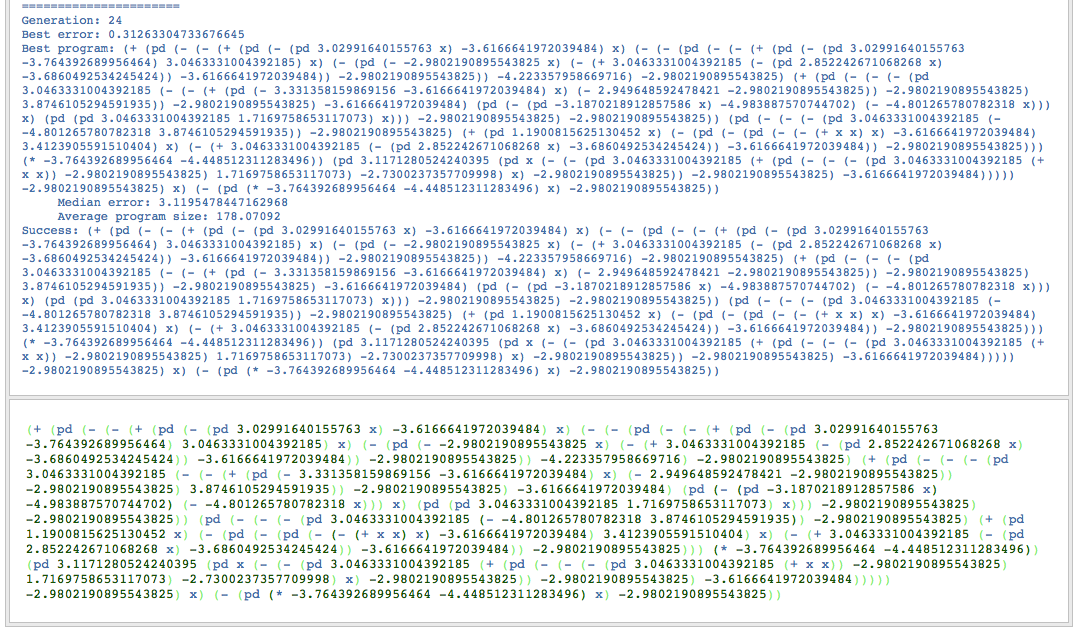 ======================
Generation: 24
Best error: 0.31263304733676645
Best program: (+ (pd (- (- (+ (pd (- (pd 3.02991640155763 x) -3.6166641972039484) x) (- (- (pd (- (- (+ (pd (- (pd 3.02991640155763
-3.764392689956464) 3.0463331004392185) x) (- (pd (- -2.9802190895543825 x) (- (+ 3.0463331004392185 (- (pd 2.852242671068268 x)
-3.6860492534245424)) -3.6166641972039484)) -2.9802190895543825)) -4.223357958669716) -2.9802190895543825) (+ (pd (- (- (- (pd
3.0463331004392185 (- (- (+ (pd (- 3.331358159869156 -3.6166641972039484) x) (- 2.949648592478421 -2.9802190895543825)) -2.9802190895543825)
3.8746105294591935)) -2.9802190895543825) -3.6166641972039484) (pd (- (pd -3.1870218912857586 x) -4.983887570744702) (- -4.801265780782318 x)))
x) (pd (pd 3.0463331004392185 1.7169758653117073) x))) -2.9802190895543825) -2.9802190895543825)) (pd (- (- (- (pd 3.0463331004392185 (-
-4.801265780782318 3.8746105294591935)) -2.9802190895543825) (+ (pd 1.1900815625130452 x) (- (pd (- (pd (- (- (+ x x) x) -3.6166641972039484)
3.4123905591510404) x) (- (+ 3.0463331004392185 (- (pd 2.852242671068268 x) -3.6860492534245424)) -3.6166641972039484)) -2.9802190895543825)))
(* -3.764392689956464 -4.448512311283496)) (pd 3.1171280524240395 (pd x (- (- (pd 3.0463331004392185 (+ (pd (- (- (- (pd 3.0463331004392185 (+
x x)) -2.9802190895543825) 1.7169758653117073) -2.7300237357709998) x) -2.9802190895543825)) -2.9802190895543825) -3.6166641972039484)))))
-2.9802190895543825) x) (- (pd (* -3.764392689956464 -4.448512311283496) x) -2.9802190895543825))
Median error: 3.1195478447162968
Average program size: 178.07092
Success: (+ (pd (- (- (+ (pd (- (pd 3.02991640155763 x) -3.6166641972039484) x) (- (- (pd (- (- (+ (pd (- (pd 3.02991640155763
-3.764392689956464) 3.0463331004392185) x) (- (pd (- -2.9802190895543825 x) (- (+ 3.0463331004392185 (- (pd 2.852242671068268 x)
-3.6860492534245424)) -3.6166641972039484)) -2.9802190895543825)) -4.223357958669716) -2.9802190895543825) (+ (pd (- (- (- (pd
3.0463331004392185 (- (- (+ (pd (- 3.331358159869156 -3.6166641972039484) x) (- 2.949648592478421 -2.9802190895543825)) -2.9802190895543825)
3.8746105294591935)) -2.9802190895543825) -3.6166641972039484) (pd (- (pd -3.1870218912857586 x) -4.983887570744702) (- -4.801265780782318 x)))
x) (pd (pd 3.0463331004392185 1.7169758653117073) x))) -2.9802190895543825) -2.9802190895543825)) (pd (- (- (- (pd 3.0463331004392185 (-
-4.801265780782318 3.8746105294591935)) -2.9802190895543825) (+ (pd 1.1900815625130452 x) (- (pd (- (pd (- (- (+ x x) x) -3.6166641972039484)
3.4123905591510404) x) (- (+ 3.0463331004392185 (- (pd 2.852242671068268 x) -3.6860492534245424)) -3.6166641972039484)) -2.9802190895543825)))
(* -3.764392689956464 -4.448512311283496)) (pd 3.1171280524240395 (pd x (- (- (pd 3.0463331004392185 (+ (pd (- (- (- (pd 3.0463331004392185 (+
x x)) -2.9802190895543825) 1.7169758653117073) -2.7300237357709998) x) -2.9802190895543825)) -2.9802190895543825) -3.6166641972039484)))))
-2.9802190895543825) x) (- (pd (* -3.764392689956464 -4.448512311283496) x) -2.9802190895543825))
(+ (pd (- (- (+ (pd (- (pd 3.02991640155763 x) -3.6166641972039484) x) (- (- (pd (- (- (+ (pd (- (pd 3.02991640155763
-3.764392689956464) 3.0463331004392185) x) (- (pd (- -2.9802190895543825 x) (- (+ 3.0463331004392185 (- (pd 2.852242671068268 x)
-3.6860492534245424)) -3.6166641972039484)) -2.9802190895543825)) -4.223357958669716) -2.9802190895543825) (+ (pd (- (- (- (pd
3.0463331004392185 (- (- (+ (pd (- 3.331358159869156 -3.6166641972039484) x) (- 2.949648592478421 -2.9802190895543825))
-2.9802190895543825) 3.8746105294591935)) -2.9802190895543825) -3.6166641972039484) (pd (- (pd -3.1870218912857586 x)
-4.983887570744702) (- -4.801265780782318 x))) x) (pd (pd 3.0463331004392185 1.7169758653117073) x))) -2.9802190895543825)
-2.9802190895543825)) (pd (- (- (- (pd 3.0463331004392185 (- -4.801265780782318 3.8746105294591935)) -2.9802190895543825) (+ (pd
1.1900815625130452 x) (- (pd (- (pd (- (- (+ x x) x) -3.6166641972039484) 3.4123905591510404) x) (- (+ 3.0463331004392185 (- (pd
2.852242671068268 x) -3.6860492534245424)) -3.6166641972039484)) -2.9802190895543825))) (* -3.764392689956464 -4.448512311283496))
(pd 3.1171280524240395 (pd x (- (- (pd 3.0463331004392185 (+ (pd (- (- (- (pd 3.0463331004392185 (+ x x)) -2.9802190895543825)
1.7169758653117073) -2.7300237357709998) x) -2.9802190895543825)) -2.9802190895543825) -3.6166641972039484)))))
-2.9802190895543825) x) (- (pd (* -3.764392689956464 -4.448512311283496) x) -2.9802190895543825))